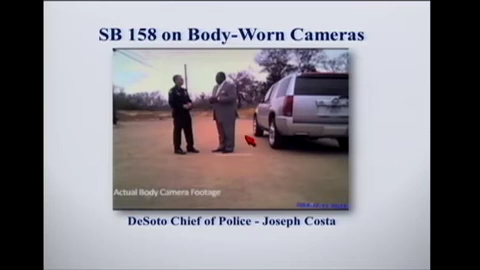 SB 158 on Body-Worn Cameras
Actual Body Camera Footage
DeSoto Chief of Police - Joseph Costa